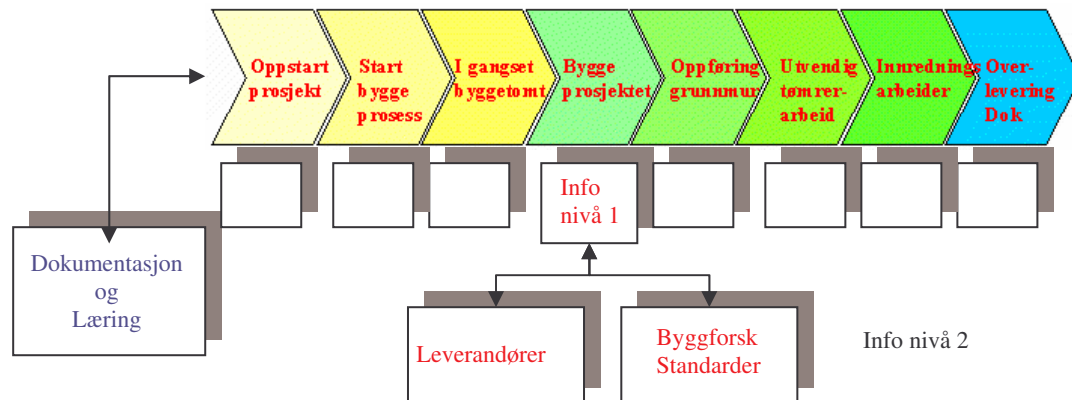 Oppstart
prosjekt
Start
bygge
prosess
I gangset
byggetomt
Bygge
prosjektet
Oppføring
grunnmur
Utvendig
tømrer-
arbeid
Innrednings
arbeider
Over-
levering
Dok
Info
nivå 1
Dokumentasjon
og
Læring
Leverandører
Byggforsk
Standarder
Info nivå 2